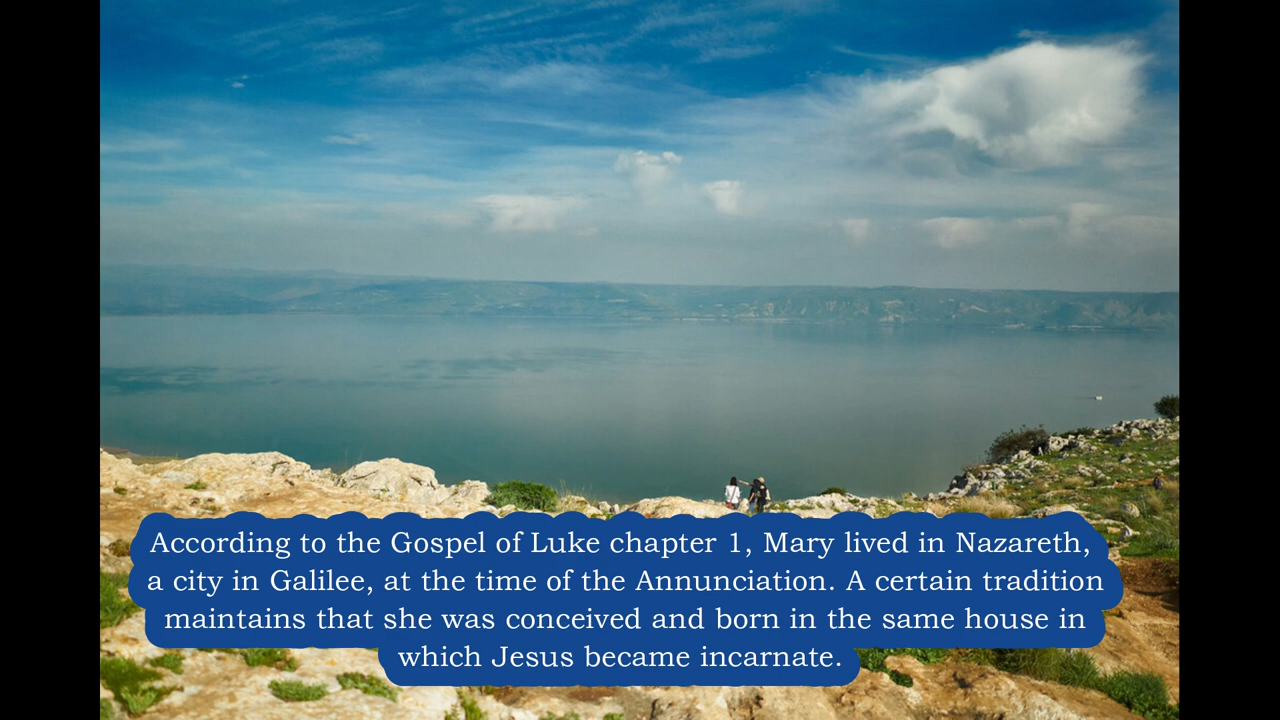 According to the Gospel of Luke chapter 1, Mary lived in Nazareth,
a city in Galilee, at the time of the Annunciation. A certain tradition
maintains that she was conceived and born in the same house in
which Jesus became incarnate.